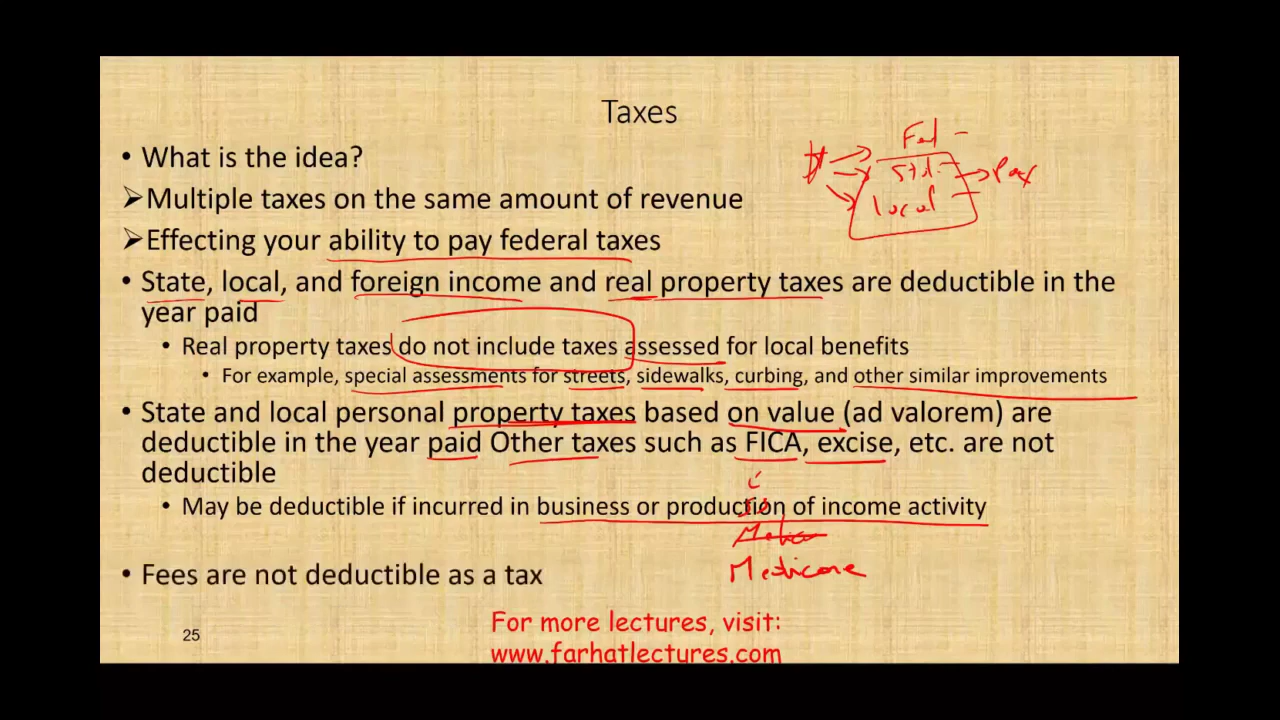 Taxes
• What is the idea?
➢Multiple taxes on the same amount of revenue
➢Effecting your ability to pay federal taxes
• State, local, and foreign income and real property taxes are deductible in the
year paid
• Real property taxes do not include taxes assessed for local benefits
• For example, special assessments for streets, sidewalks, curbing, and other similar improvements
• State and local personal property taxes based on value (ad valorem) are
deductible in the year paid Other taxes such as FICA, excise, etc. are not
deductible
• May be deductible if incurred in business or production of income activity
• Fees are not deductible as a tax
25
For more lectures, visit:
www.farhatlectures.com
Fed
local
Pay
Medicare